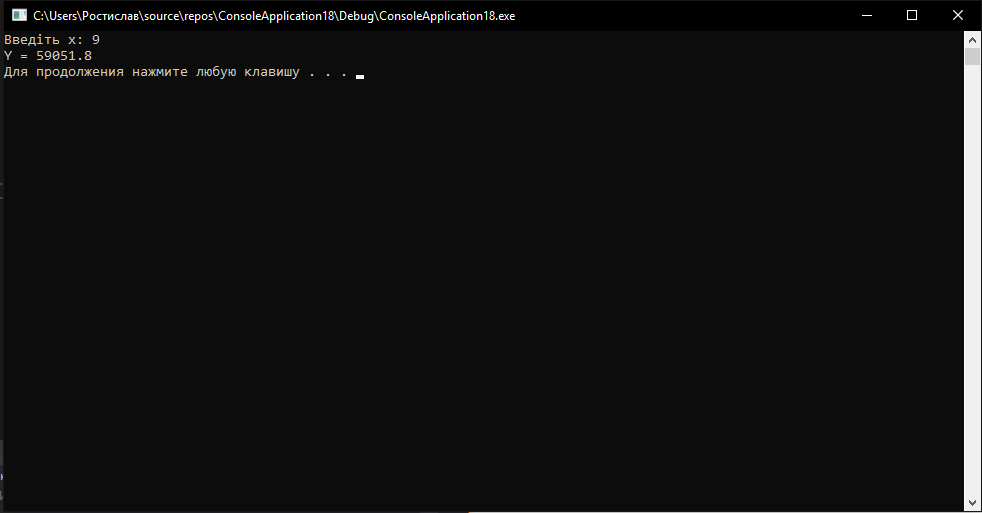 C:\Users\Ростислав\source\repos\ConsoleApplication18\Debug\ConsoleApplication18.exe
Введіть x: 9
Y = 59051.8
Для продолжения нажмите любую клавишу . . .